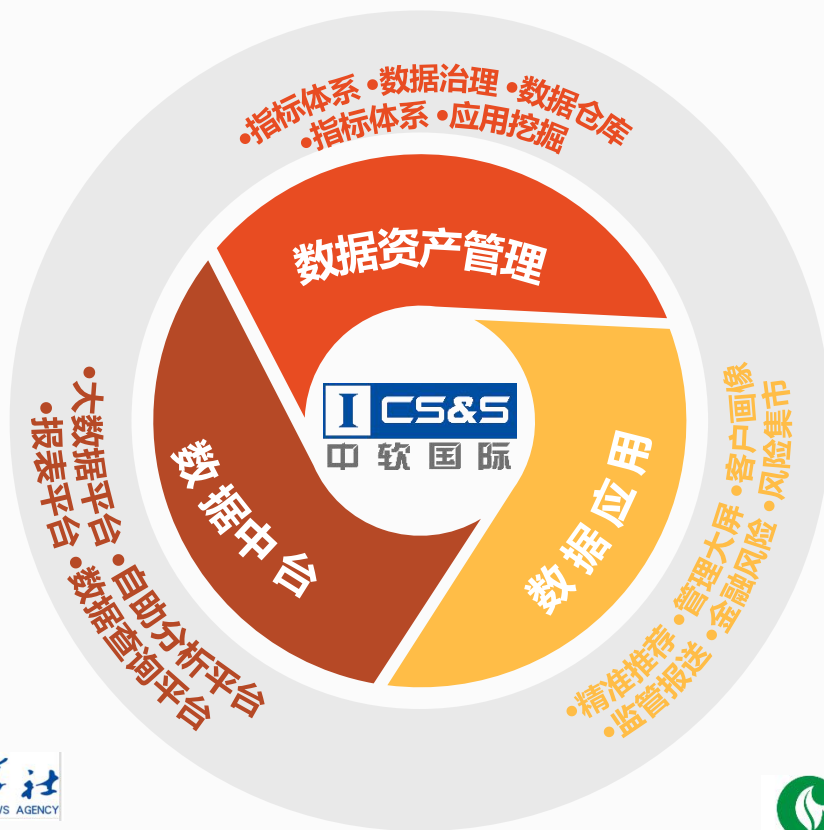 •指标体系 •数据治理 •数据仓库
•指标体系 •应用挖掘
数据资产管理
I CS&S
中软国际
数据中台
数据应用
•大数据平台 •自助分析平台
•报表平台 •数据查询平台
•精准推荐 •管理大屏 •客户画像
•监管报送 •金融风险 •风险集市
社
AGENCY